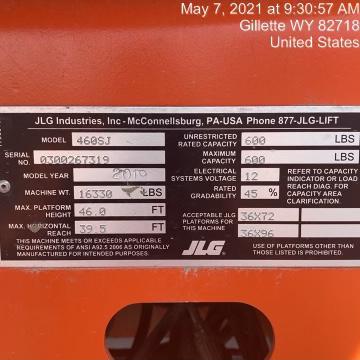 May 7, 2021 at 9:30:57 AM
Gillette WY 82718
United States
JLG Industries, Inc - McConnellsburg, PA-USA Phone 877-JLG-LIFT
MODEL 460SJ
SERIAL NO. 0300267319
MODEL YEAR
MACHINE WT. 16330 LBS
MAX. PLATFORM HEIGHT 46.0 FT
MAX. HORIZONTAL REACH 39.5 FT
THIS MACHINE MEETS OR EXCEEDS APPLICABLE
REQUIREMENTS OF ANSI A92.5 2006 AS ORIGINALLY
MANUFACTURED FOR INTENDED PURPOSES.
UNRESTRICTED RATED CAPACITY 600 LBS
MAXIMUM CAPACITY 600 LBS
ELECTRICAL SYSTEMS VOLTAGE 12
RATED GRADABILITY 45 %
REFER TO CAPACITY
INDICATOR OR LOAD
REACH DIAG. FOR
CAPACITY AREA
CLARIFICATION.
ACCEPTABLE JLG
PLATFORMS FOR
THIS MACHINE
36X72
36X96
JLG
USE OF PLATFORMS OTHER THAN
THOSE LISTED IS PROHIBITED.